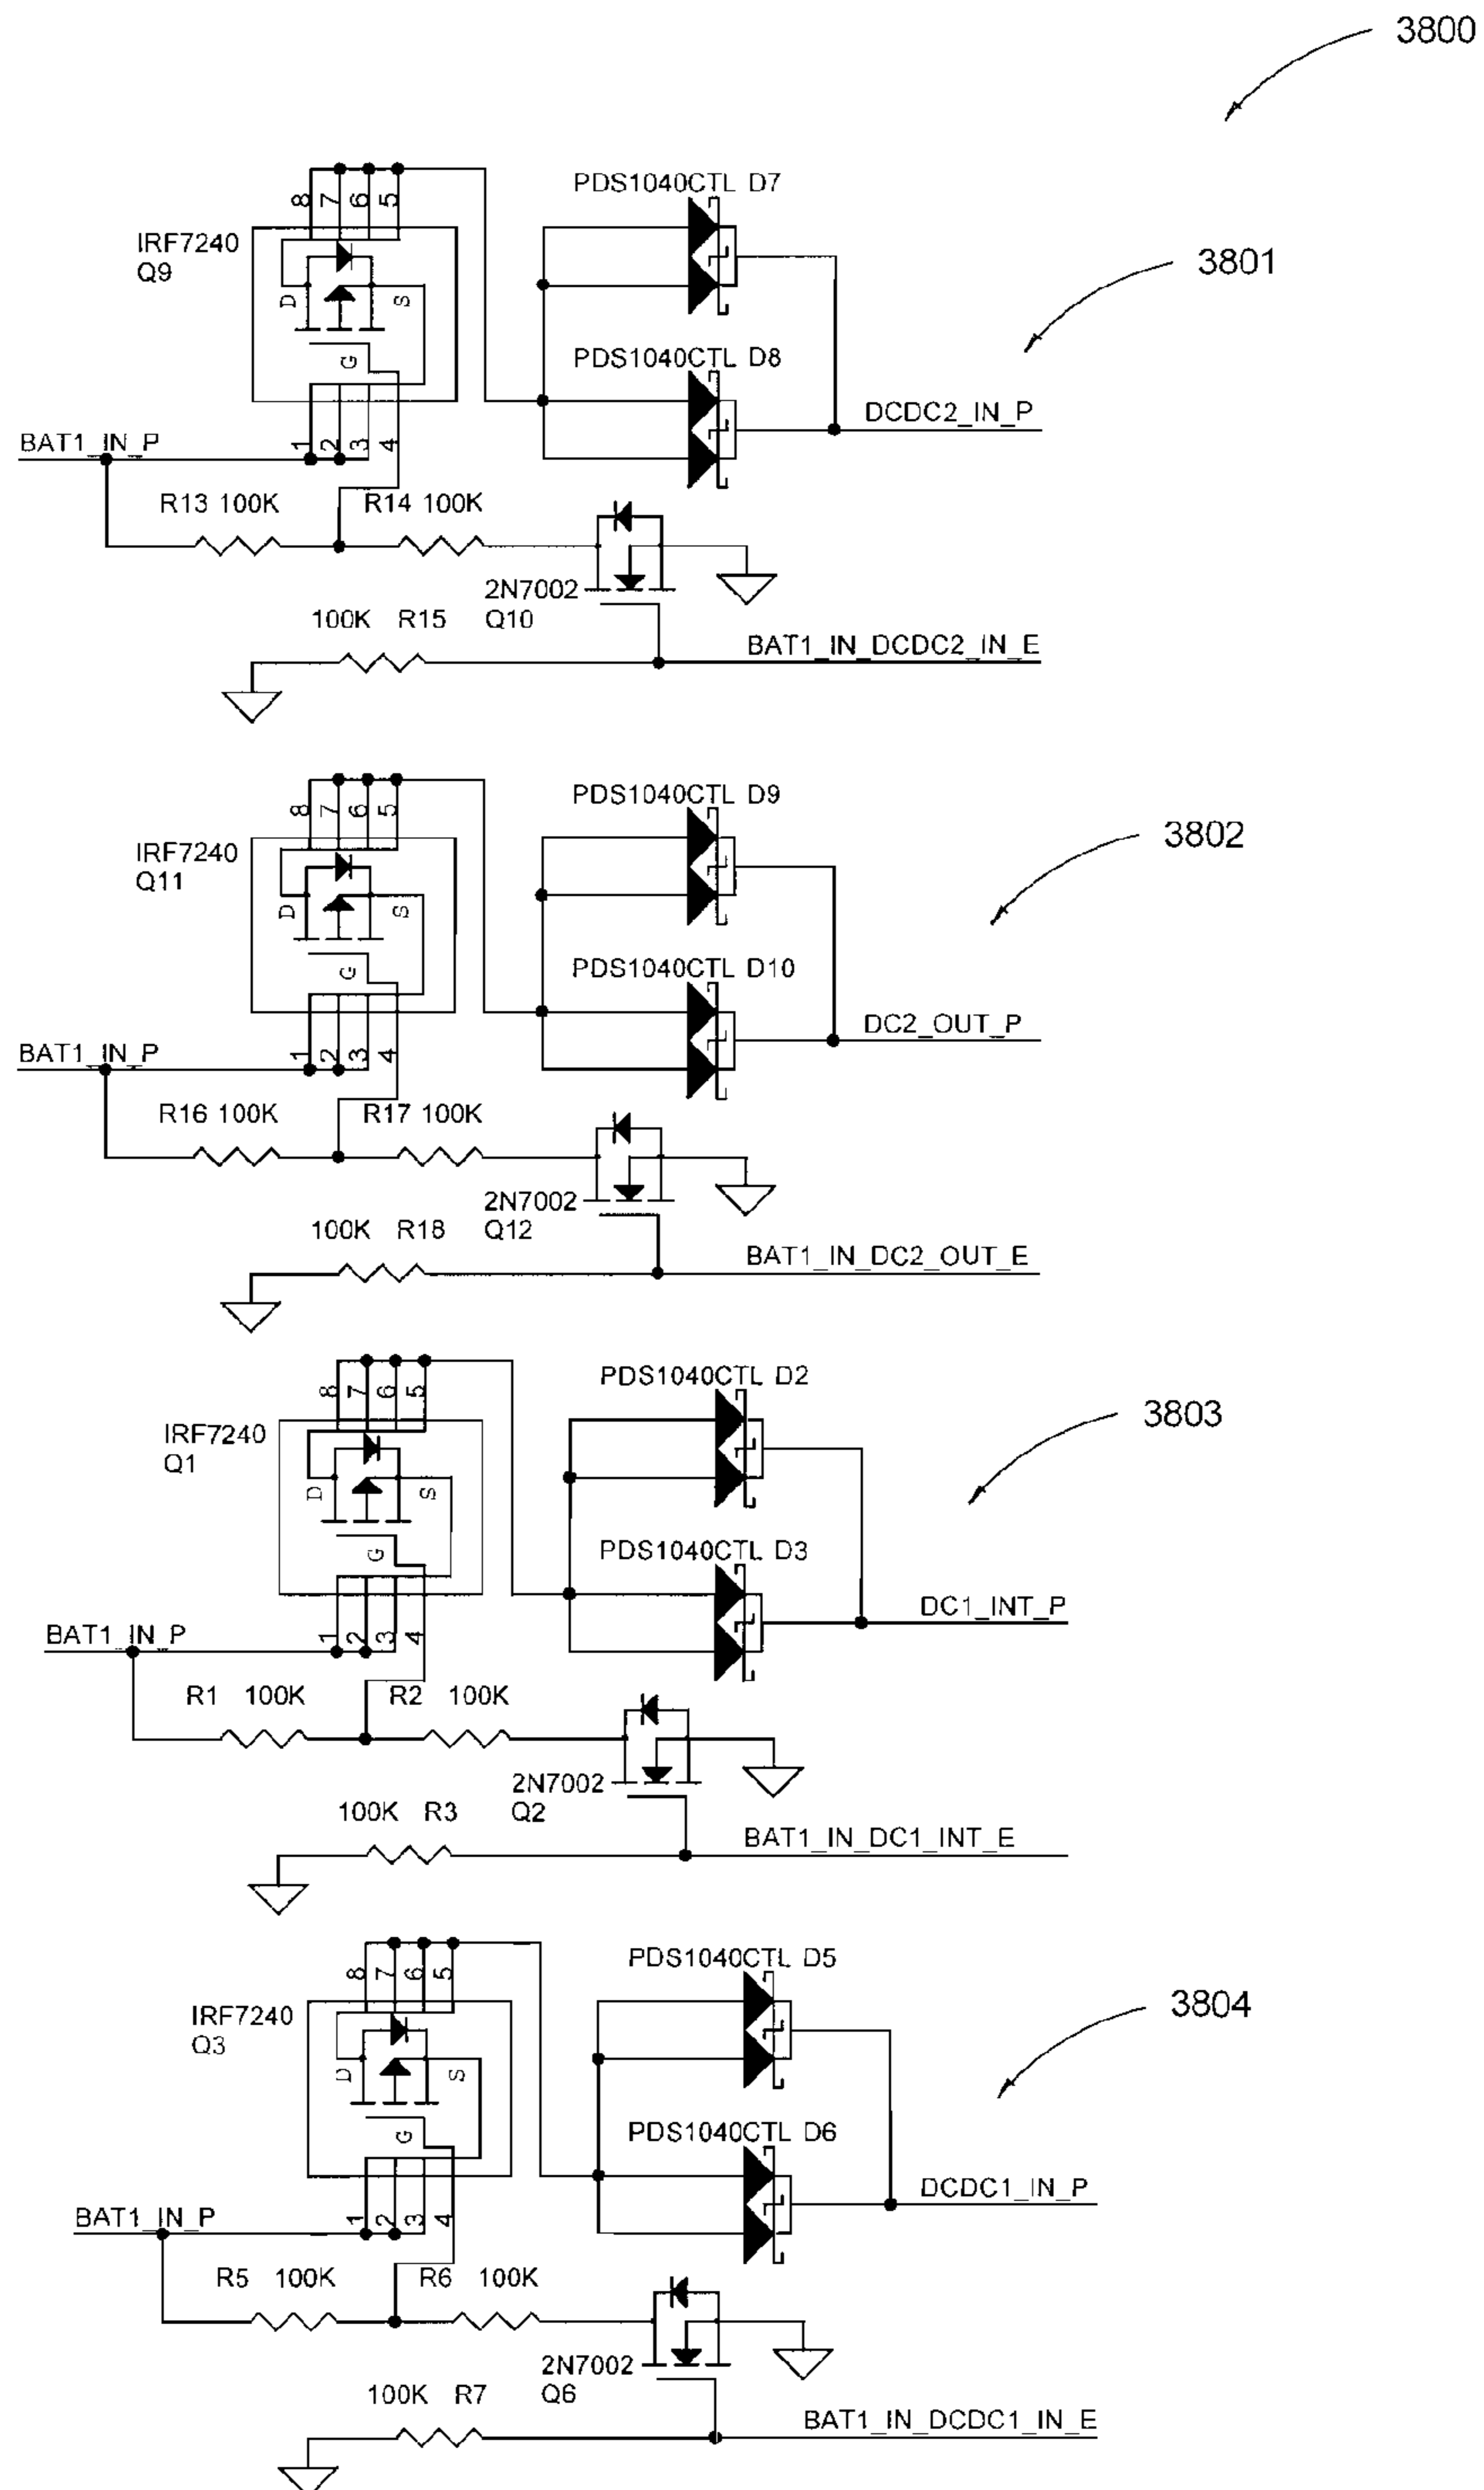 3800
PDS1040CTL D7
8 7 6 5
IRF7240
Q9
D S
G
3801
PDS1040CTL D8
DCDC2_IN_P
BAT1_IN_P
1 2 3 4
R13 100K
R14 100K
2N7002
Q10
100K R15
BAT1_IN_DCDC2_IN_E
PDS1040CTL D9
8 7 6 5
3802
IRF7240
Q11
D S
G
PDS1040CTL D10
DC2_OUT_P
BAT1_IN_P
1 2 3 4
R16 100K
R17 100K
2N7002
Q12
100K R18
BAT1_IN_DC2_OUT_E
PDS1040CTL D2
8 7 6 5
3803
IRF7240
Q1
D S
G
PDS1040CTL D3
DC1_INT_P
BAT1_IN_P
1 2 3 4
R1 100K
R2 100K
2N7002
Q2
100K R3
BAT1_IN_DC1_INT_E
PDS1040CTL D5
8 7 6 5
3804
IRF7240
Q3
D S
G
PDS1040CTL D6
DCDC1_IN_P
BAT1_IN_P
1 2 3 4
R5 100K
R6 100K
2N7002
Q6
100K R7
BAT1_IN_DCDC1_IN_E